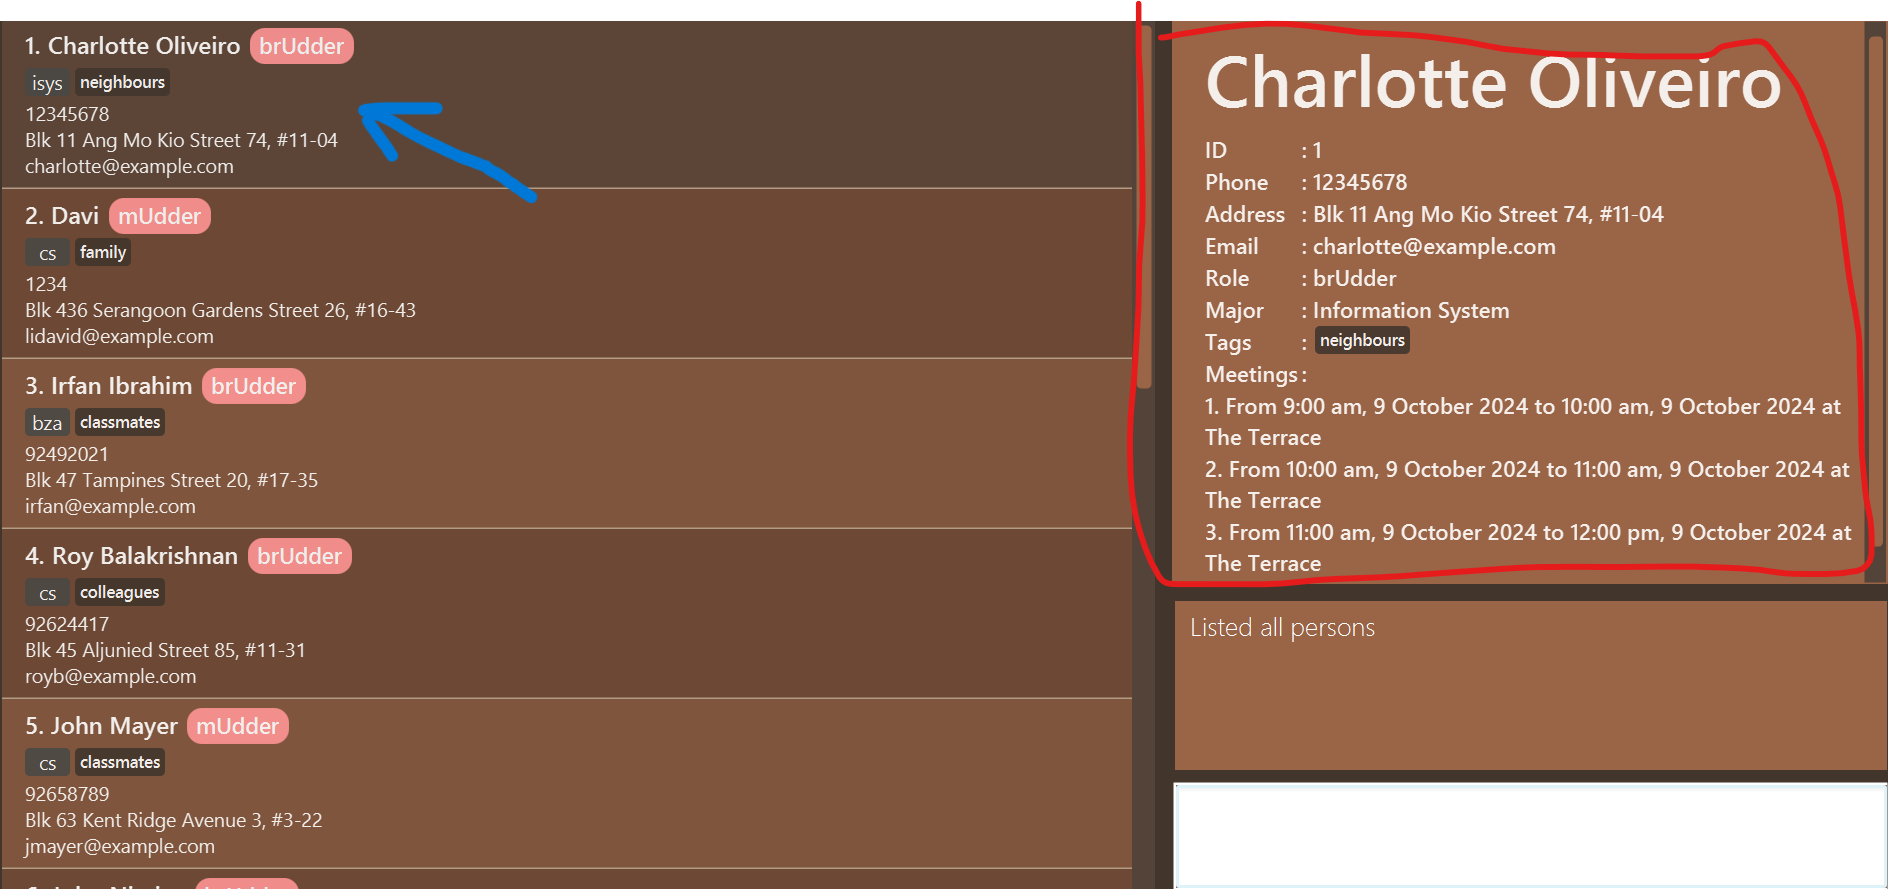 1. Charlotte Oliveiro brUdder
isys neighbours
12345678
Blk 11 Ang Mo Kio Street 74, #11-04
charlotte@example.com
2. Davi mUdder
cs family
1234
Blk 436 Serangoon Gardens Street 26, #16-43
lidavid@example.com
3. Irfan Ibrahim brUdder
bza classmates
92492021
Blk 47 Tampines Street 20, #17-35
irfan@example.com
4. Roy Balakrishnan brUdder
cs colleagues
92624417
Blk 45 Aljunied Street 85, #11-31
royb@example.com
5. John Mayer mUdder
cs classmates
92658789
Blk 63 Kent Ridge Avenue 3, #3-22
jmayer@example.com
Charlotte Oliveiro
ID : 1
Phone : 12345678
Address : Blk 11 Ang Mo Kio Street 74, #11-04
Email : charlotte@example.com
Role : brUdder
Major : Information System
Tags : neighbours
Meetings :
1. From 9:00 am, 9 October 2024 to 10:00 am, 9 October 2024 at
The Terrace
2. From 10:00 am, 9 October 2024 to 11:00 am, 9 October 2024 at
The Terrace
3. From 11:00 am, 9 October 2024 to 12:00 pm, 9 October 2024 at
The Terrace
Listed all persons